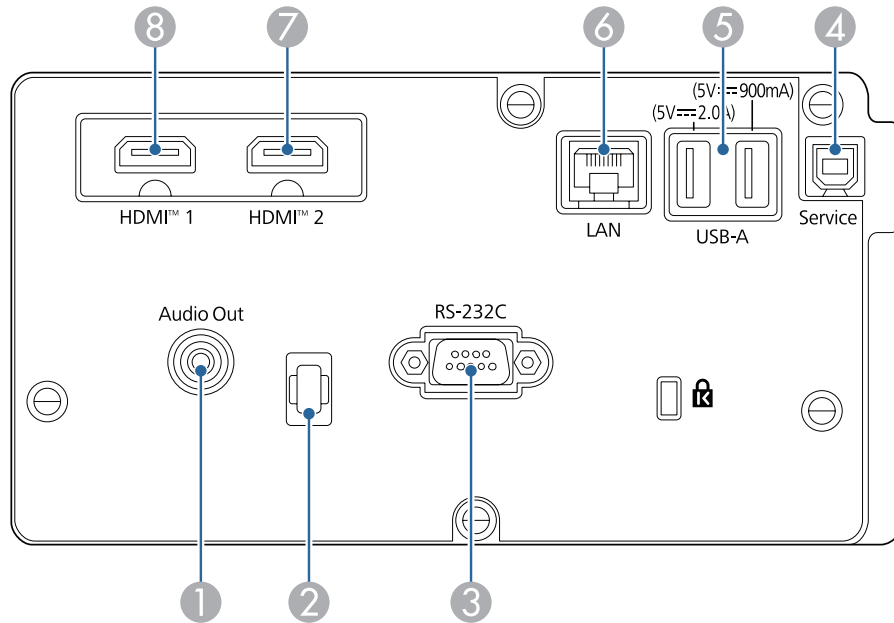 8 7 6 5 4
(5V⎓900mA)
(5V⎓2.0A)
HDMI™ 1 HDMI™ 2 LAN USB-A Service
Audio Out RS-232C
K
1 2 3